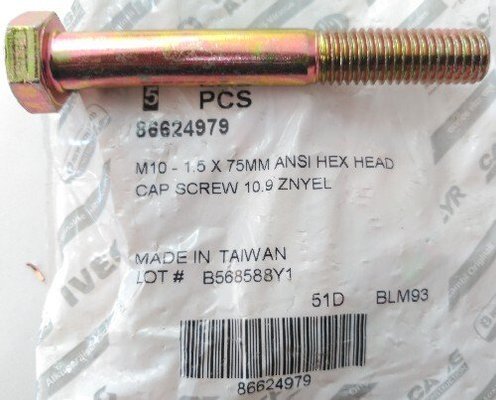 5 PCS
86624979
M10 - 1.5 X 75MM ANSI HEX HEAD
CAP SCREW 10.9 ZNYEL
MADE IN TAIWAN
LOT # B568588Y1
51D BLM93
86624979